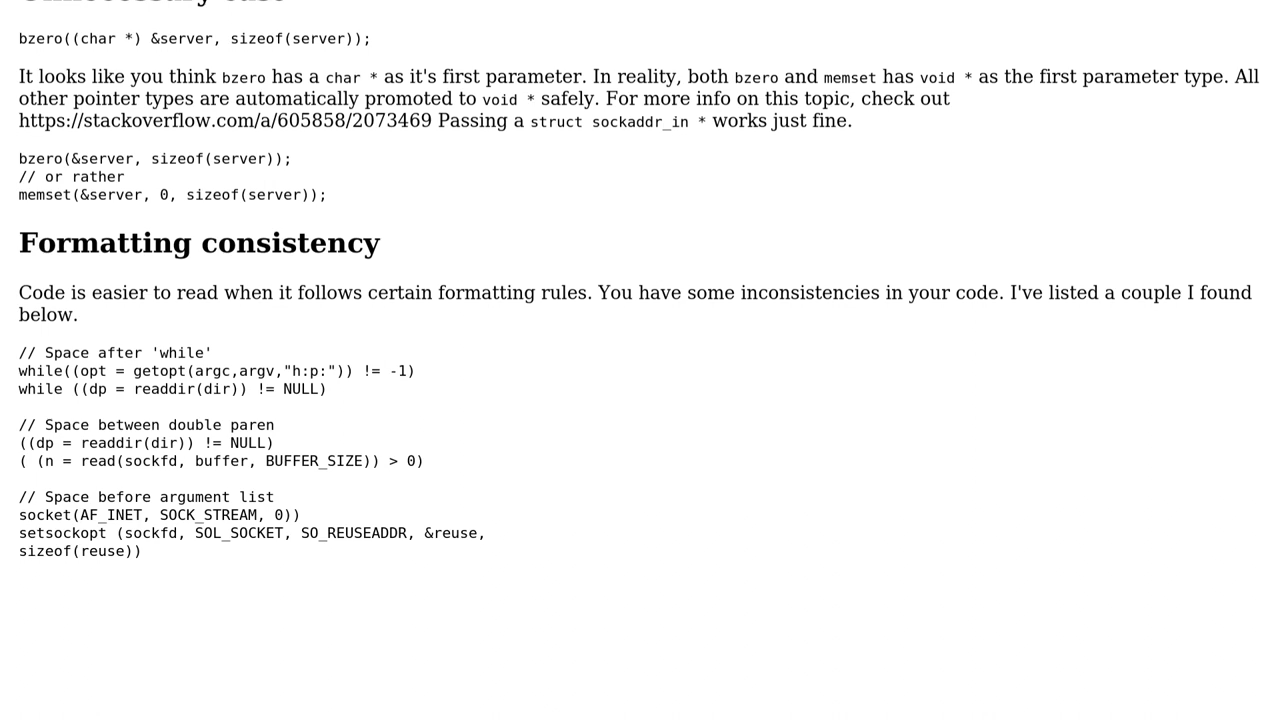 bzero((char *) &server, sizeof(server));
It looks like you think bzero has a char * as it's first parameter. In reality, both bzero and memset has void * as the first parameter type. All
other pointer types are automatically promoted to void * safely. For more info on this topic, check out
https://stackoverflow.com/a/605858/2073469 Passing a struct sockaddr_in * works just fine.
bzero(&server, sizeof(server));
// or rather
memset(&server, 0, sizeof(server));
Formatting consistency
Code is easier to read when it follows certain formatting rules. You have some inconsistencies in your code. I've listed a couple I found
below.
// Space after 'while'
while((opt = getopt(argc,argv,"h:p:")) != -1)
while ((dp = readdir(dir)) != NULL)
// Space between double paren
((dp = readdir(dir)) != NULL)
( (n = read(sockfd, buffer, BUFFER_SIZE)) > 0)
// Space before argument list
socket(AF_INET, SOCK_STREAM, 0))
setsockopt (sockfd, SOL_SOCKET, SO_REUSEADDR, &reuse,
sizeof(reuse))